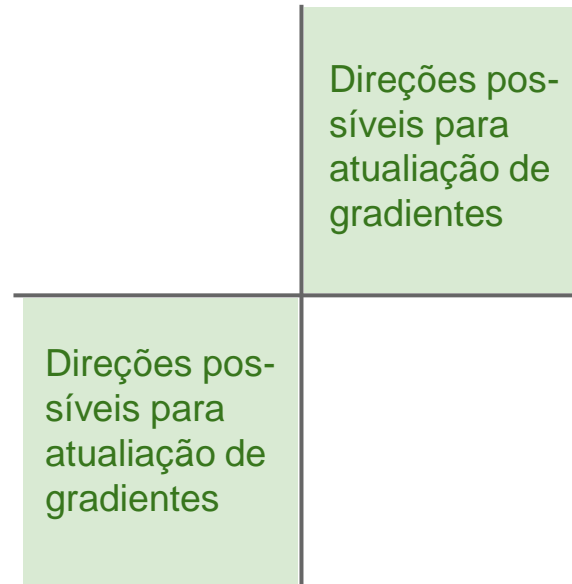 Direções pos-
síveis para
atualiação de
gradientes
Direções pos-
síveis para
atualiação de
gradientes